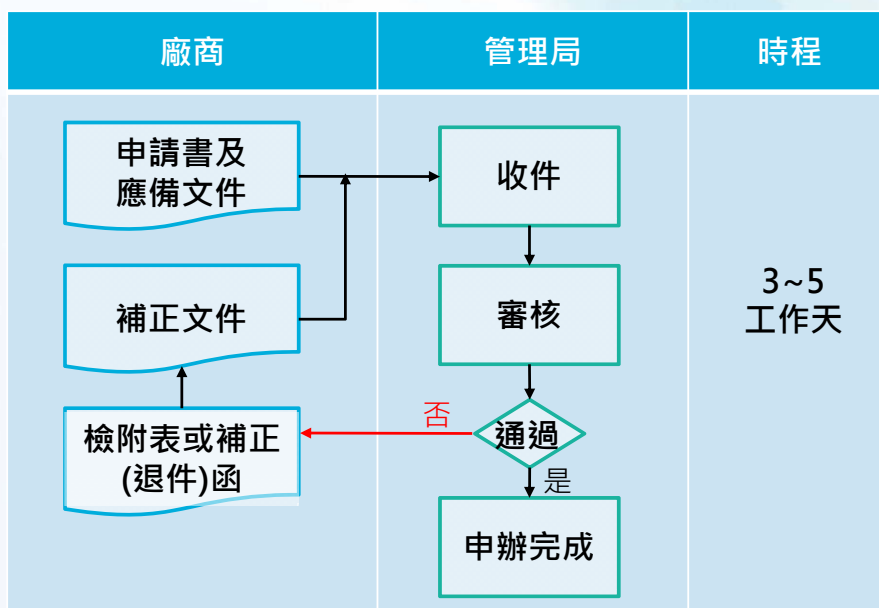 廠商
管理局
時程
申請書及
應備文件
收件
補正文件
審核
3~5
工作天
檢附表或補正
(退件)函
否
通過
是
申辦完成